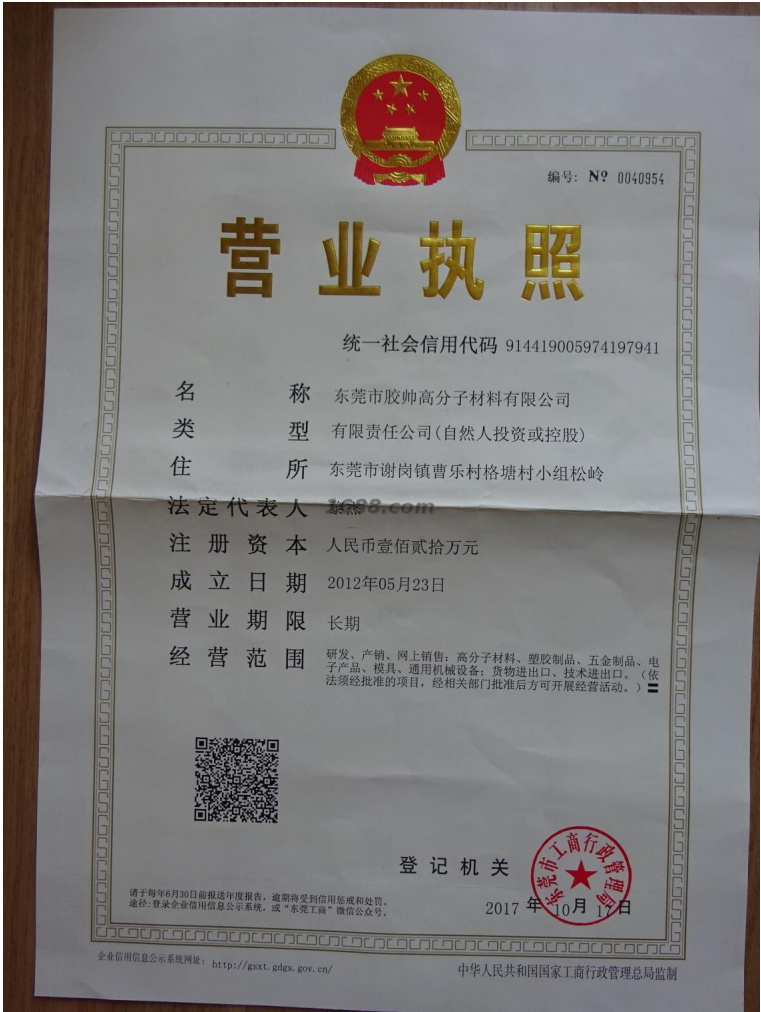 编号: Nº 0040954
营业执照
统一社会信用代码 914419005974197941
名称 东莞市胶帅高分子材料有限公司
类型 有限责任公司(自然人投资或控股)
住所 东莞市谢岗镇曹乐村格塘村小组松岭
法定代表人
1688.com
注册资本 人民币壹佰贰拾万元
成立日期 2012年05月23日
营业期限 长期
经营范围 研发、产销、网上销售：高分子材料、塑胶制品、五金制品、电
子产品、模具、通用机械设备；货物进出口、技术进出口。（依
法须经批准的项目，经相关部门批准后方可开展经营活动。）
登记机关
东莞市工商行政管理局
2017 年 10 月 17 日
请于每年6月30日前报送年度报告，逾期将受到信用惩戒和处罚。
途径:登录企业信用信息公示系统，或“东莞工商”微信公众号。
企业信用信息公示系统网址: http://gsxt.gdgs.gov.cn/
中华人民共和国国家工商行政管理总局监制